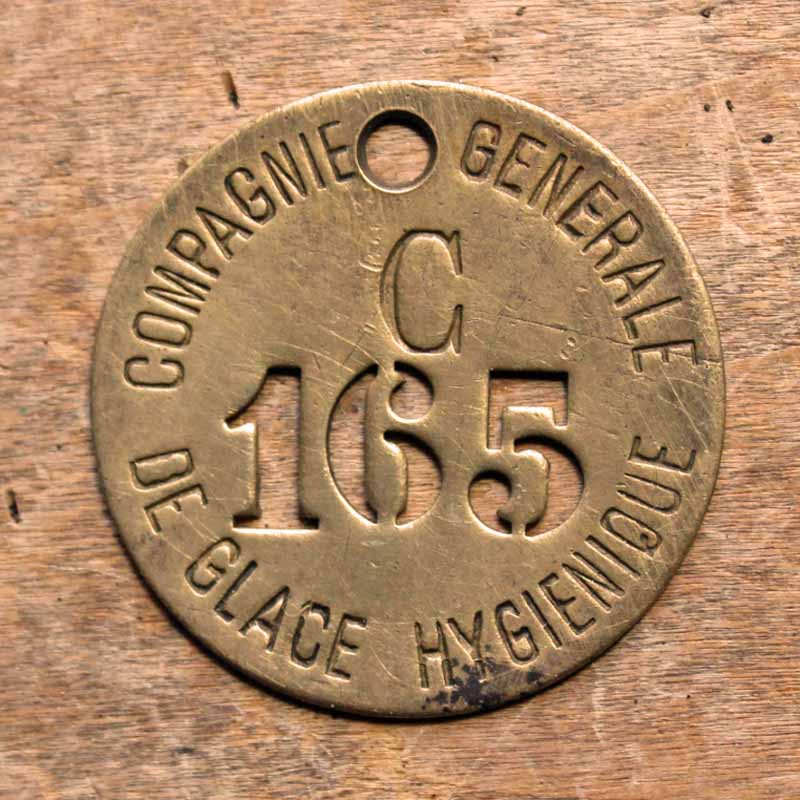 COMPAGNIE GENERALE
C
165
DE GLACE HYGIENIQUE